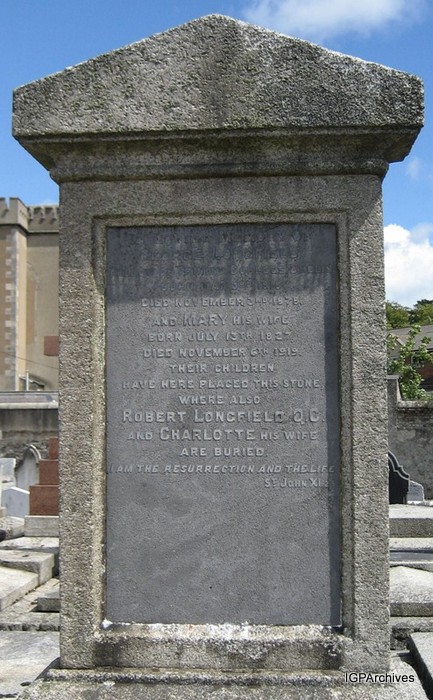 DIED NOVEMBER 3RD 1878
AND MARY HIS WIFE
BORN JULY 13TH 1827
DIED NOVEMBER 6TH 1919.
THEIR CHILDREN
HAVE HERE PLACED THIS STONE
WHERE ALSO
ROBERT LONGFIELD Q.C.
AND CHARLOTTE HIS WIFE
ARE BURIED
I AM THE RESURRECTION AND THE LIFE
ST JOHN XI.
IGPArchives